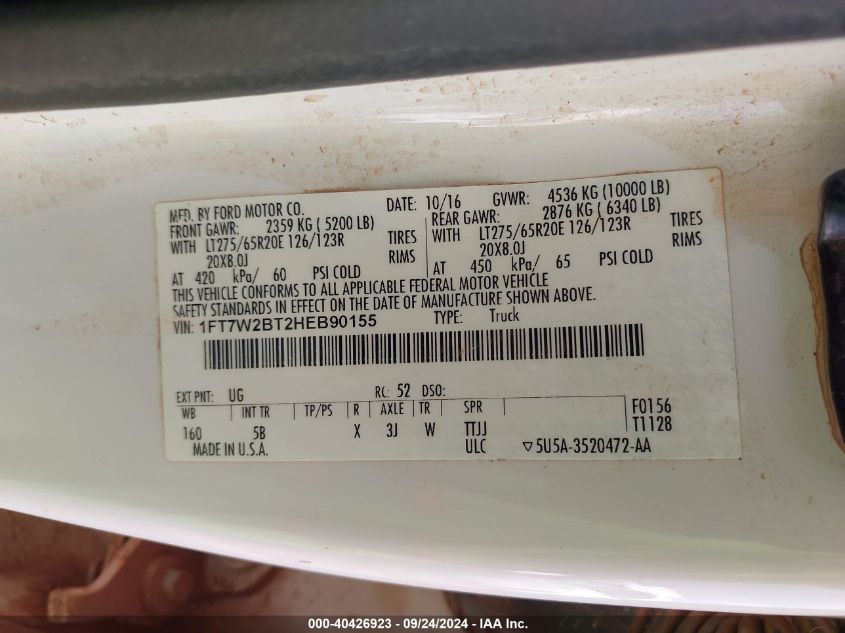 MFD. BY FORD MOTOR CO. DATE: 10/16 GVWR: 4536 KG (10000 LB)
FRONT GAWR: 2359 KG (5200 LB) REAR GAWR: 2876 KG (6340 LB)
WITH LT275/65R20E 126/123R TIRES WITH LT275/65R20E 126/123R TIRES
20X8.0J RIMS 20X8.0J RIMS
AT 420 kPa/ 60 PSI COLD AT 450 kPa/ 65 PSI COLD
THIS VEHICLE CONFORMS TO ALL APPLICABLE FEDERAL MOTOR VEHICLE
SAFETY STANDARDS IN EFFECT ON THE DATE OF MANUFACTURE SHOWN ABOVE.
VIN: 1FT7W2BT2HEB90155 TYPE: Truck
EXT PNT: UG RC: 52 DSO:
WB INT TR TP/PS R AXLE TR SPR F0156
160 5B X 3J W TTJJ T1128
MADE IN U.S.A. ULC ▽5U5A-3520472-AA
000-40426923 - 09/24/2024 - IAA Inc.